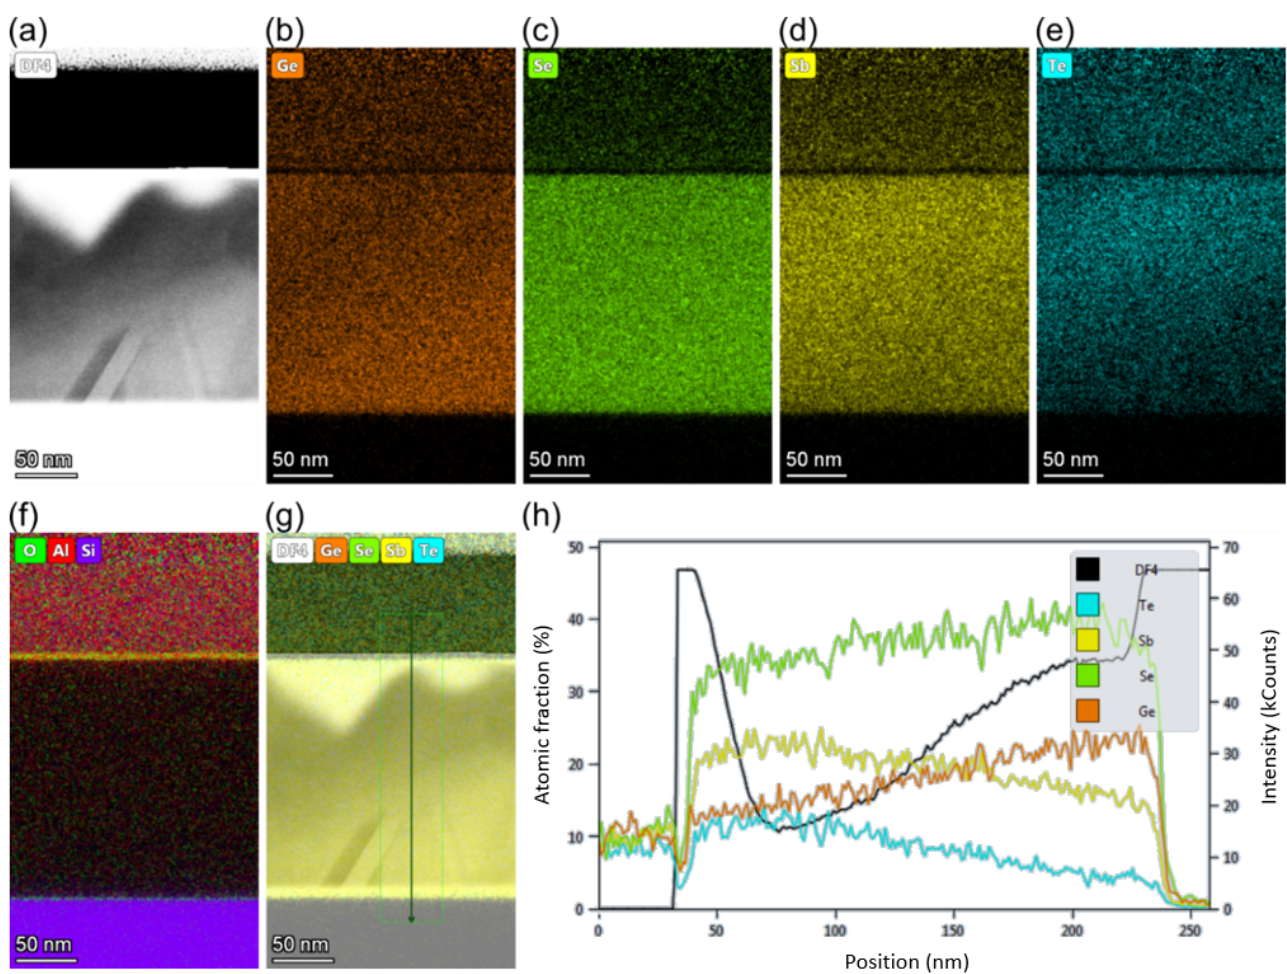 (a) (b) (c) (d) (e)
DF4 Ge Se Sb Te
50 nm 50 nm 50 nm 50 nm 50 nm
(f) (g) (h)
O Al Si DF4 Ge Se Sb Te
50 nm 50 nm
50 70
60
40
50
30
40
30
20
20
10
10
0 0
0 50 100 150 200 250
Atomic fraction (%)
Intensity (kCounts)
Position (nm)
DF4
Te
Sb
Se
Ge